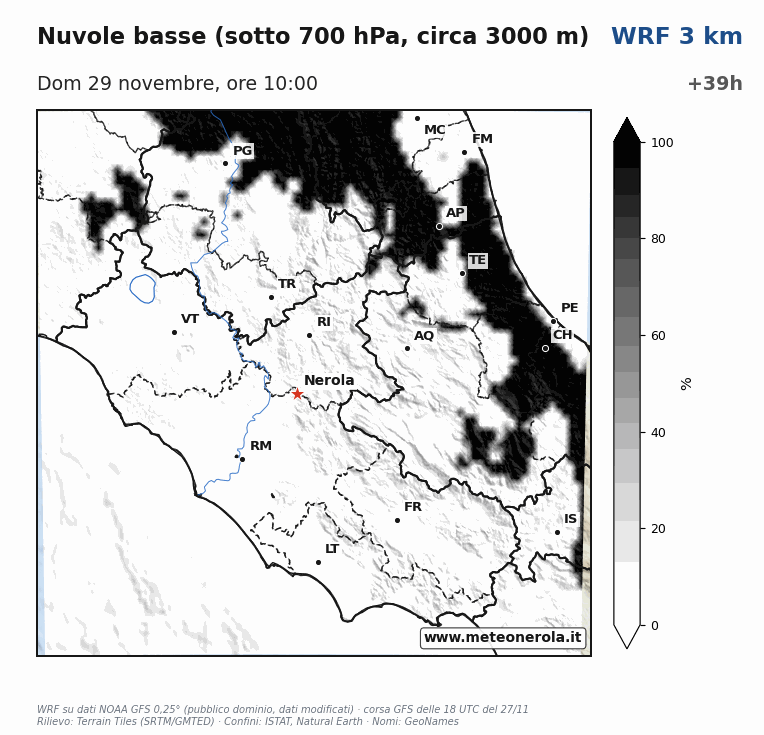 Nuvole basse (sotto 700 hPa, circa 3000 m) WRF 3 km
Dom 29 novembre, ore 10:00 +39h
MC
FM
PG
AP
TE
TR
PE
VT
RI
CH
AQ
Nerola
RM
FR
IS
LT
www.meteonerola.it
100
80
60
40
20
0
%
WRF su dati NOAA GFS 0,25° (pubblico dominio, dati modificati) · corsa GFS delle 18 UTC del 27/11
Rilievo: Terrain Tiles (SRTM/GMTED) · Confini: ISTAT, Natural Earth · Nomi: GeoNames